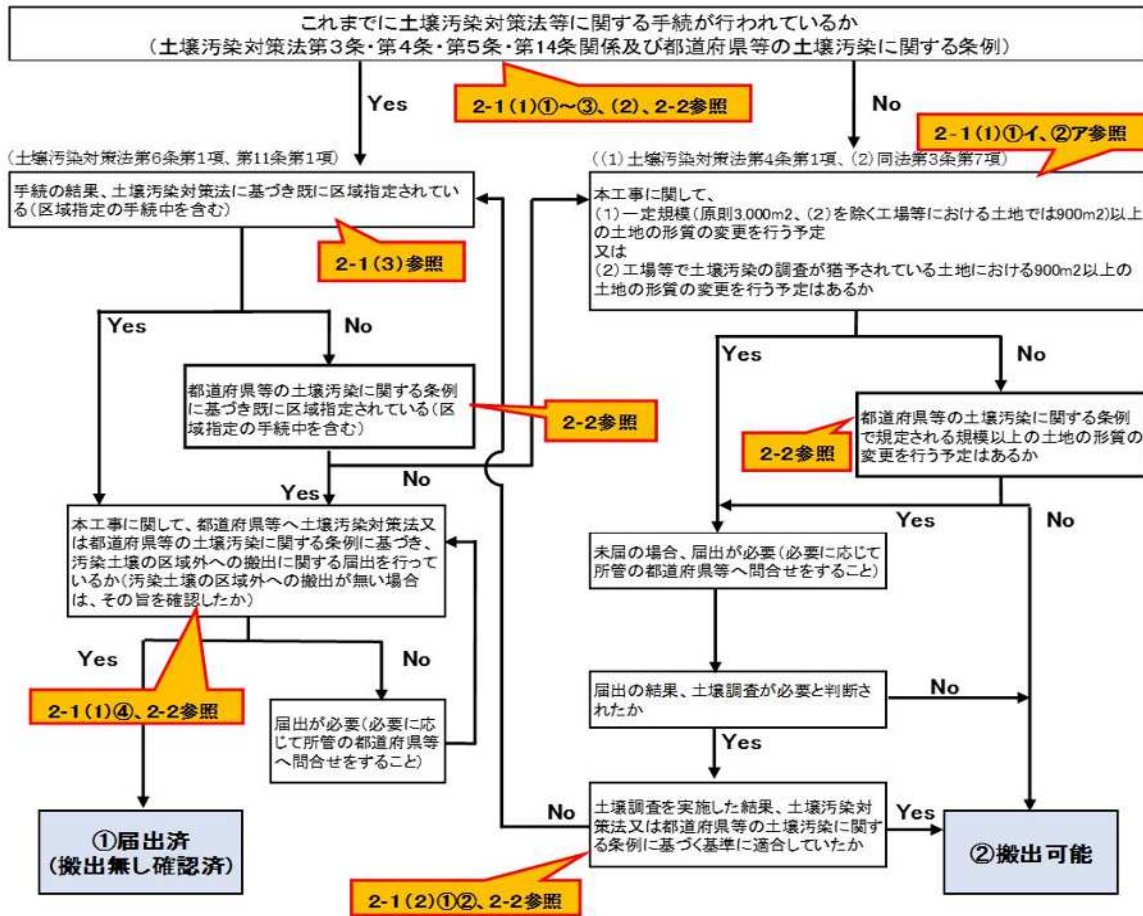 これまでに土壌汚染対策法等に関する手続が行われているか
(土壌汚染対策法第3条・第4条・第5条・第14条関係及び都道府県等の土壌汚染に関する条例)
Yes
2-1(1)①~③、(2)、2-2参照
No
2-1(1)①イ、②ア参照
(土壌汚染対策法第6条第1項、第11条第1項)
手続の結果、土壌汚染対策法に基づき既に区域指定されてい
る(区域指定の手続中を含む)
2-1(3)参照
((1)土壌汚染対策法第4条第1項、(2)同法第3条第7項)
本工事に関して、
(1)一定規模(原則3,000m2、(2)を除く工場等における土地では900m2)以上
の土地の形質の変更を行う予定
又は
(2)工場等で土壌汚染の調査が猶予されている土地における900m2以上の
土地の形質の変更を行う予定はあるか
Yes
No
都道府県等の土壌汚染に関する条例
に基づき既に区域指定されている(区
域指定の手続中を含む)
2-2参照
Yes
No
Yes
No
都道府県等の土壌汚染に関する条例
で規定される規模以上の土地の形質の
変更を行う予定はあるか
2-2参照
Yes
No
本工事に関して、都道府県等へ土壌汚染対策法又
は都道府県等の土壌汚染に関する条例に基づき、
汚染土壌の区域外への搬出に関する届出を行って
いるか(汚染土壌の区域外への搬出が無い場合
は、その旨を確認したか)
Yes
No
2-1(1)④、2-2参照
届出が必要(必要に応
じて所管の都道府県等
へ問合せをすること)
①届出済
(搬出無し確認済)
未届の場合、届出が必要(必要に応じて
所管の都道府県等へ問合せをすること)
届出の結果、土壌調査が必要と判断さ
れたか
No
Yes
土壌調査を実施した結果、土壌汚染対
策法又は都道府県等の土壌汚染に関す
る条例に基づく基準に適合していたか
No
Yes
2-1(2)①②、2-2参照
②搬出可能